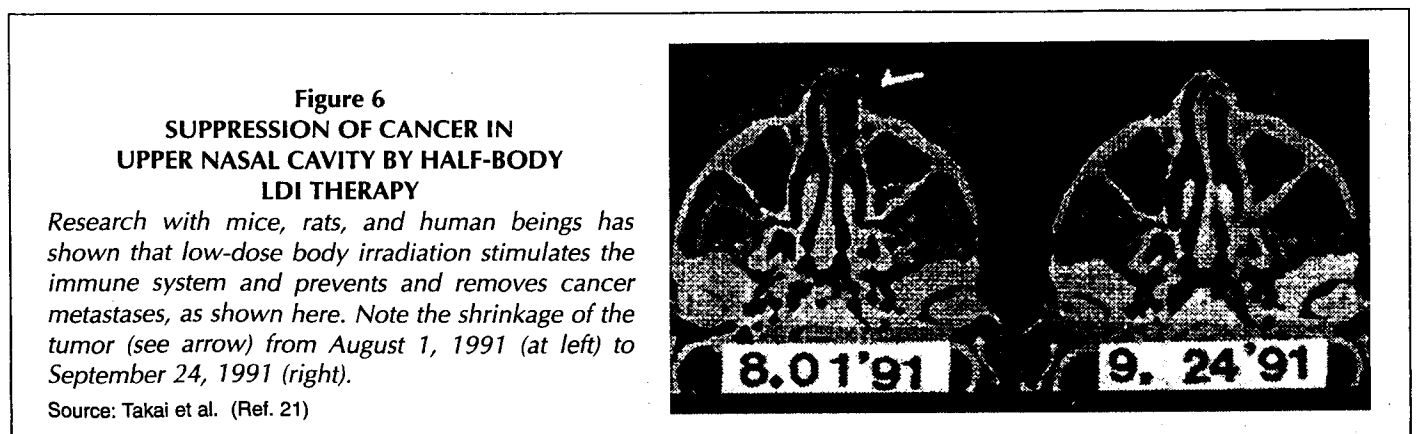 Figure 6
SUPPRESSION OF CANCER IN
UPPER NASAL CAVITY BY HALF-BODY
LDI THERAPY
Research with mice, rats, and human beings has
shown that low-dose body irradiation stimulates the
immune system and prevents and removes cancer
metastases, as shown here. Note the shrinkage of the
tumor (see arrow) from August 1, 1991 (at left) to
September 24, 1991 (right).
Source: Takai et al. (Ref. 21)
8.01'91
9. 24'91